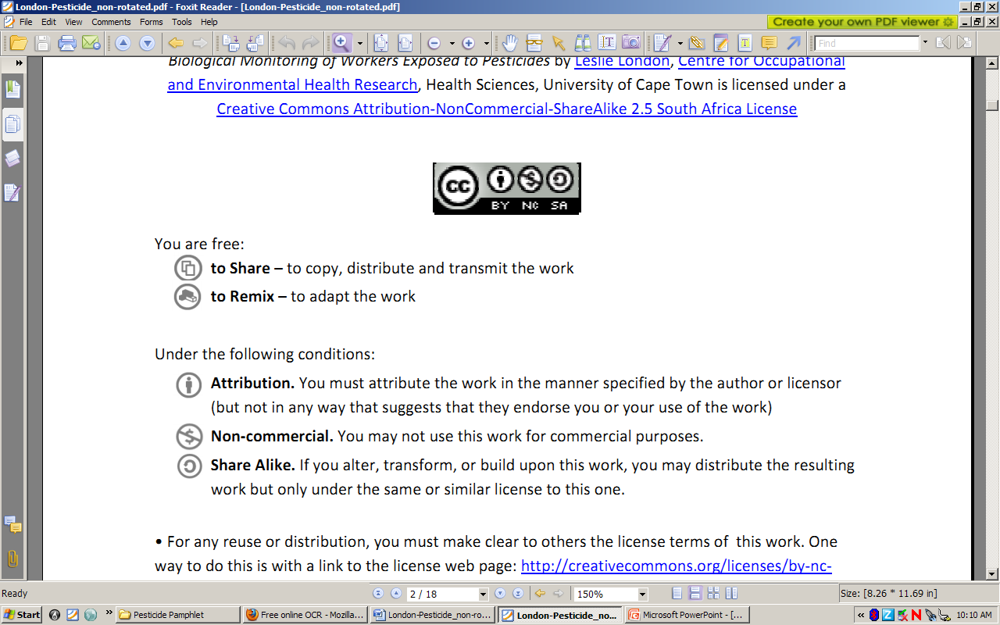 London-Pesticide_non-rotated.pdf - Foxit Reader - [London-Pesticide_non-rotated.pdf]
File Edit View Comments Forms Tools Help
Create your own PDF viewer
Find
Biological Monitoring of Workers Exposed to Pesticides by Leslie London, Centre for Occupational
and Environmental Health Research, Health Sciences, University of Cape Town is licensed under a
Creative Commons Attribution-NonCommercial-ShareAlike 2.5 South Africa License
cc
BY NC SA
You are free:
to Share – to copy, distribute and transmit the work
to Remix – to adapt the work
Under the following conditions:
Attribution. You must attribute the work in the manner specified by the author or licensor
(but not in any way that suggests that they endorse you or your use of the work)
Non-commercial. You may not use this work for commercial purposes.
Share Alike. If you alter, transform, or build upon this work, you may distribute the resulting
work but only under the same or similar license to this one.
• For any reuse or distribution, you must make clear to others the license terms of this work. One
way to do this is with a link to the license web page: http://creativecommons.org/licenses/by-nc-
Ready
2 / 18
150%
Size: [8.26 * 11.69 in]
Start
Pesticide Pamphlet
Free online OCR - Mozilla...
London-Pesticide_non-ro...
London-Pesticide_no...
Microsoft PowerPoint - [...
10:10 AM